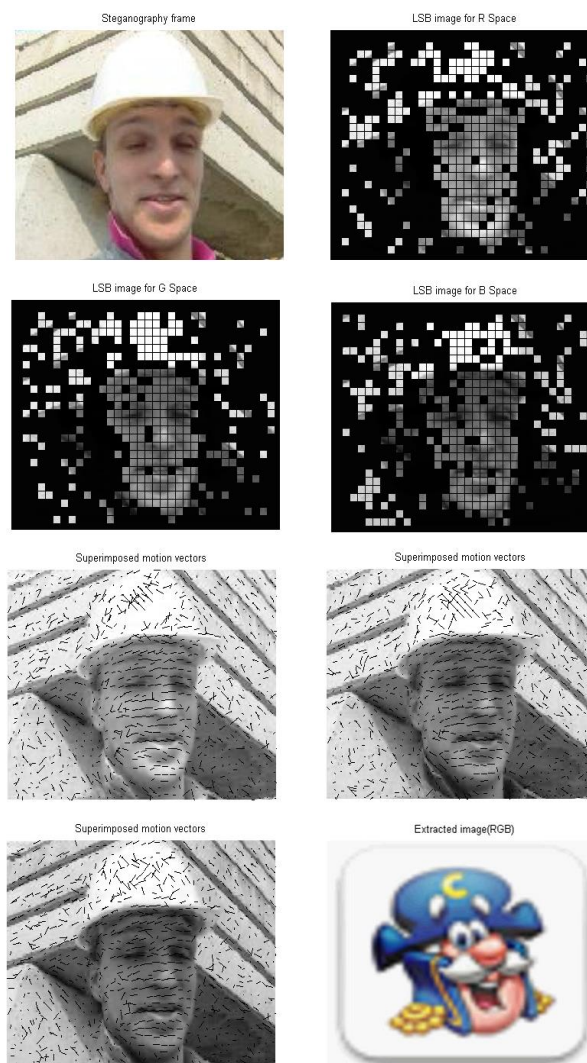 Steganography frame
LSB image for R Space
LSB image for G Space
LSB image for B Space
Superimposed motion vectors
Superimposed motion vectors
Superimposed motion vectors
Extracted image(RGB)